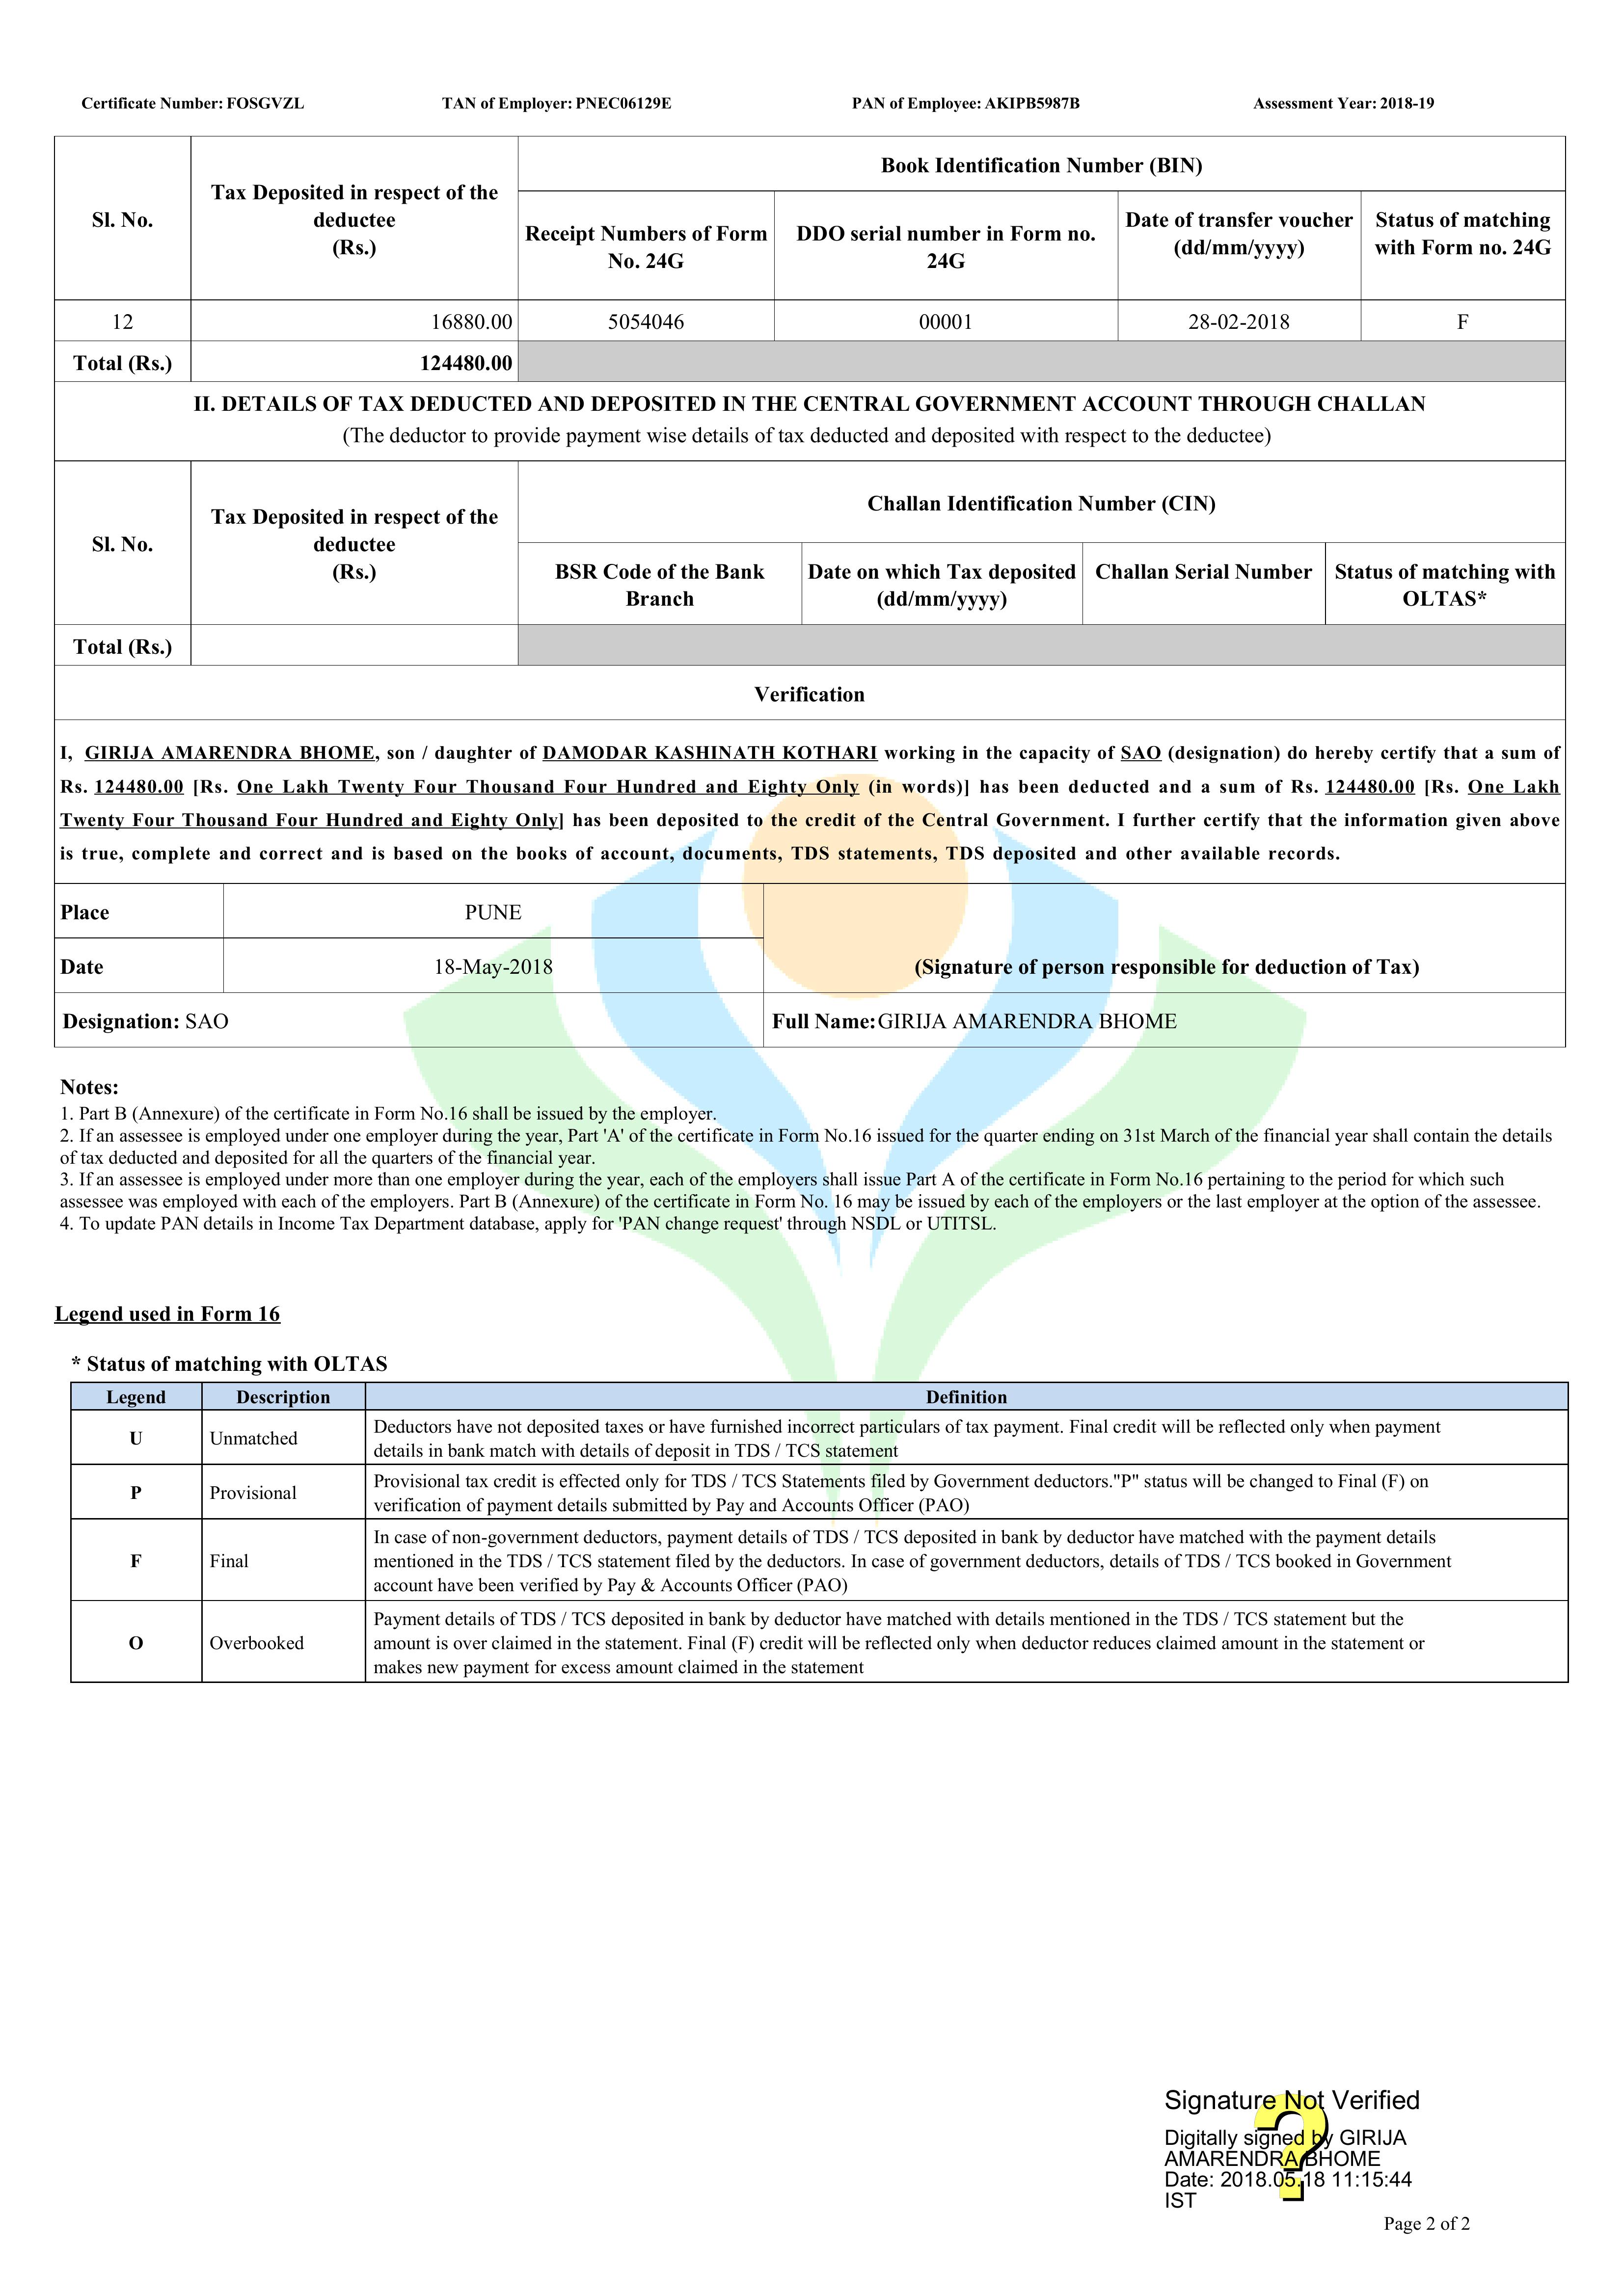 Certificate Number: FOSGVZL TAN of Employer: PNEC06129E PAN of Employee: AKIPB5987B Assessment Year: 2018-19
Sl. No.
Tax Deposited in respect of the
deductee
(Rs.)
Book Identification Number (BIN)
Receipt Numbers of Form
No. 24G
DDO serial number in Form no.
24G
Date of transfer voucher
(dd/mm/yyyy)
Status of matching
with Form no. 24G
12 16880.00 5054046 00001 28-02-2018 F
Total (Rs.) 124480.00
II. DETAILS OF TAX DEDUCTED AND DEPOSITED IN THE CENTRAL GOVERNMENT ACCOUNT THROUGH CHALLAN
(The deductor to provide payment wise details of tax deducted and deposited with respect to the deductee)
Sl. No.
Tax Deposited in respect of the
deductee
(Rs.)
Challan Identification Number (CIN)
BSR Code of the Bank
Branch
Date on which Tax deposited
(dd/mm/yyyy)
Challan Serial Number
Status of matching with
OLTAS*
Total (Rs.)
Verification
I, GIRIJA AMARENDRA BHOME, son / daughter of DAMODAR KASHINATH KOTHARI working in the capacity of SAO (designation) do hereby certify that a sum of
Rs. 124480.00 [Rs. One Lakh Twenty Four Thousand Four Hundred and Eighty Only (in words)] has been deducted and a sum of Rs. 124480.00 [Rs. One Lakh
Twenty Four Thousand Four Hundred and Eighty Only] has been deposited to the credit of the Central Government. I further certify that the information given above
is true, complete and correct and is based on the books of account, documents, TDS statements, TDS deposited and other available records.
Place PUNE
Date 18-May-2018 (Signature of person responsible for deduction of Tax)
Designation: SAO Full Name:GIRIJA AMARENDRA BHOME
Notes:
1. Part B (Annexure) of the certificate in Form No.16 shall be issued by the employer.
2. If an assessee is employed under one employer during the year, Part 'A' of the certificate in Form No.16 issued for the quarter ending on 31st March of the financial year shall contain the details
of tax deducted and deposited for all the quarters of the financial year.
3. If an assessee is employed under more than one employer during the year, each of the employers shall issue Part A of the certificate in Form No.16 pertaining to the period for which such
assessee was employed with each of the employers. Part B (Annexure) of the certificate in Form No. 16 may be issued by each of the employers or the last employer at the option of the assessee.
4. To update PAN details in Income Tax Department database, apply for 'PAN change request' through NSDL or UTITSL.
Legend used in Form 16
* Status of matching with OLTAS
Legend Description Definition
U Unmatched
Deductors have not deposited taxes or have furnished incorrect particulars of tax payment. Final credit will be reflected only when payment
details in bank match with details of deposit in TDS / TCS statement
P Provisional
Provisional tax credit is effected only for TDS / TCS Statements filed by Government deductors."P" status will be changed to Final (F) on
verification of payment details submitted by Pay and Accounts Officer (PAO)
F Final
In case of non-government deductors, payment details of TDS / TCS deposited in bank by deductor have matched with the payment details
mentioned in the TDS / TCS statement filed by the deductors. In case of government deductors, details of TDS / TCS booked in Government
account have been verified by Pay & Accounts Officer (PAO)
O Overbooked
Payment details of TDS / TCS deposited in bank by deductor have matched with details mentioned in the TDS / TCS statement but the
amount is over claimed in the statement. Final (F) credit will be reflected only when deductor reduces claimed amount in the statement or
makes new payment for excess amount claimed in the statement
Signature Not Verified
Digitally signed by GIRIJA
AMARENDRA BHOME
Date: 2018.05.18 11:15:44
IST
Page 2 of 2